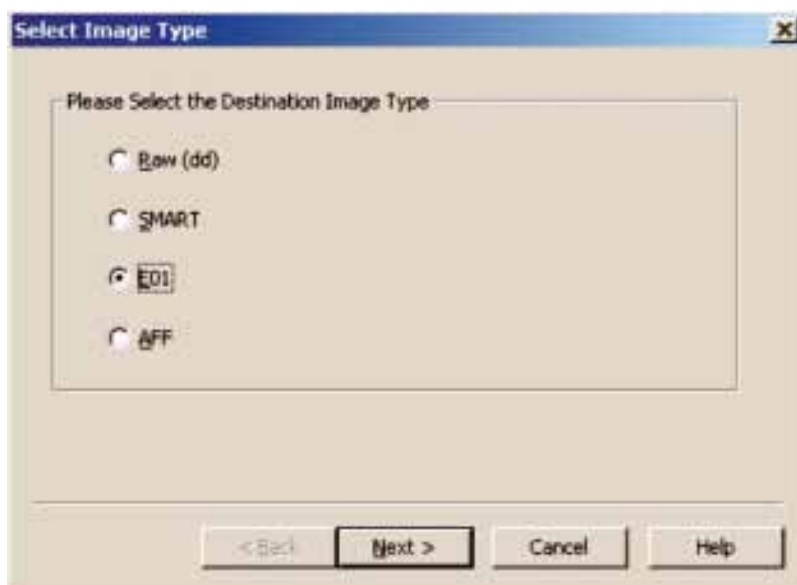 Select Image Type
Please Select the Destination Image Type
Raw (dd)
SMART
E01
AFF
< Back Next > Cancel Help